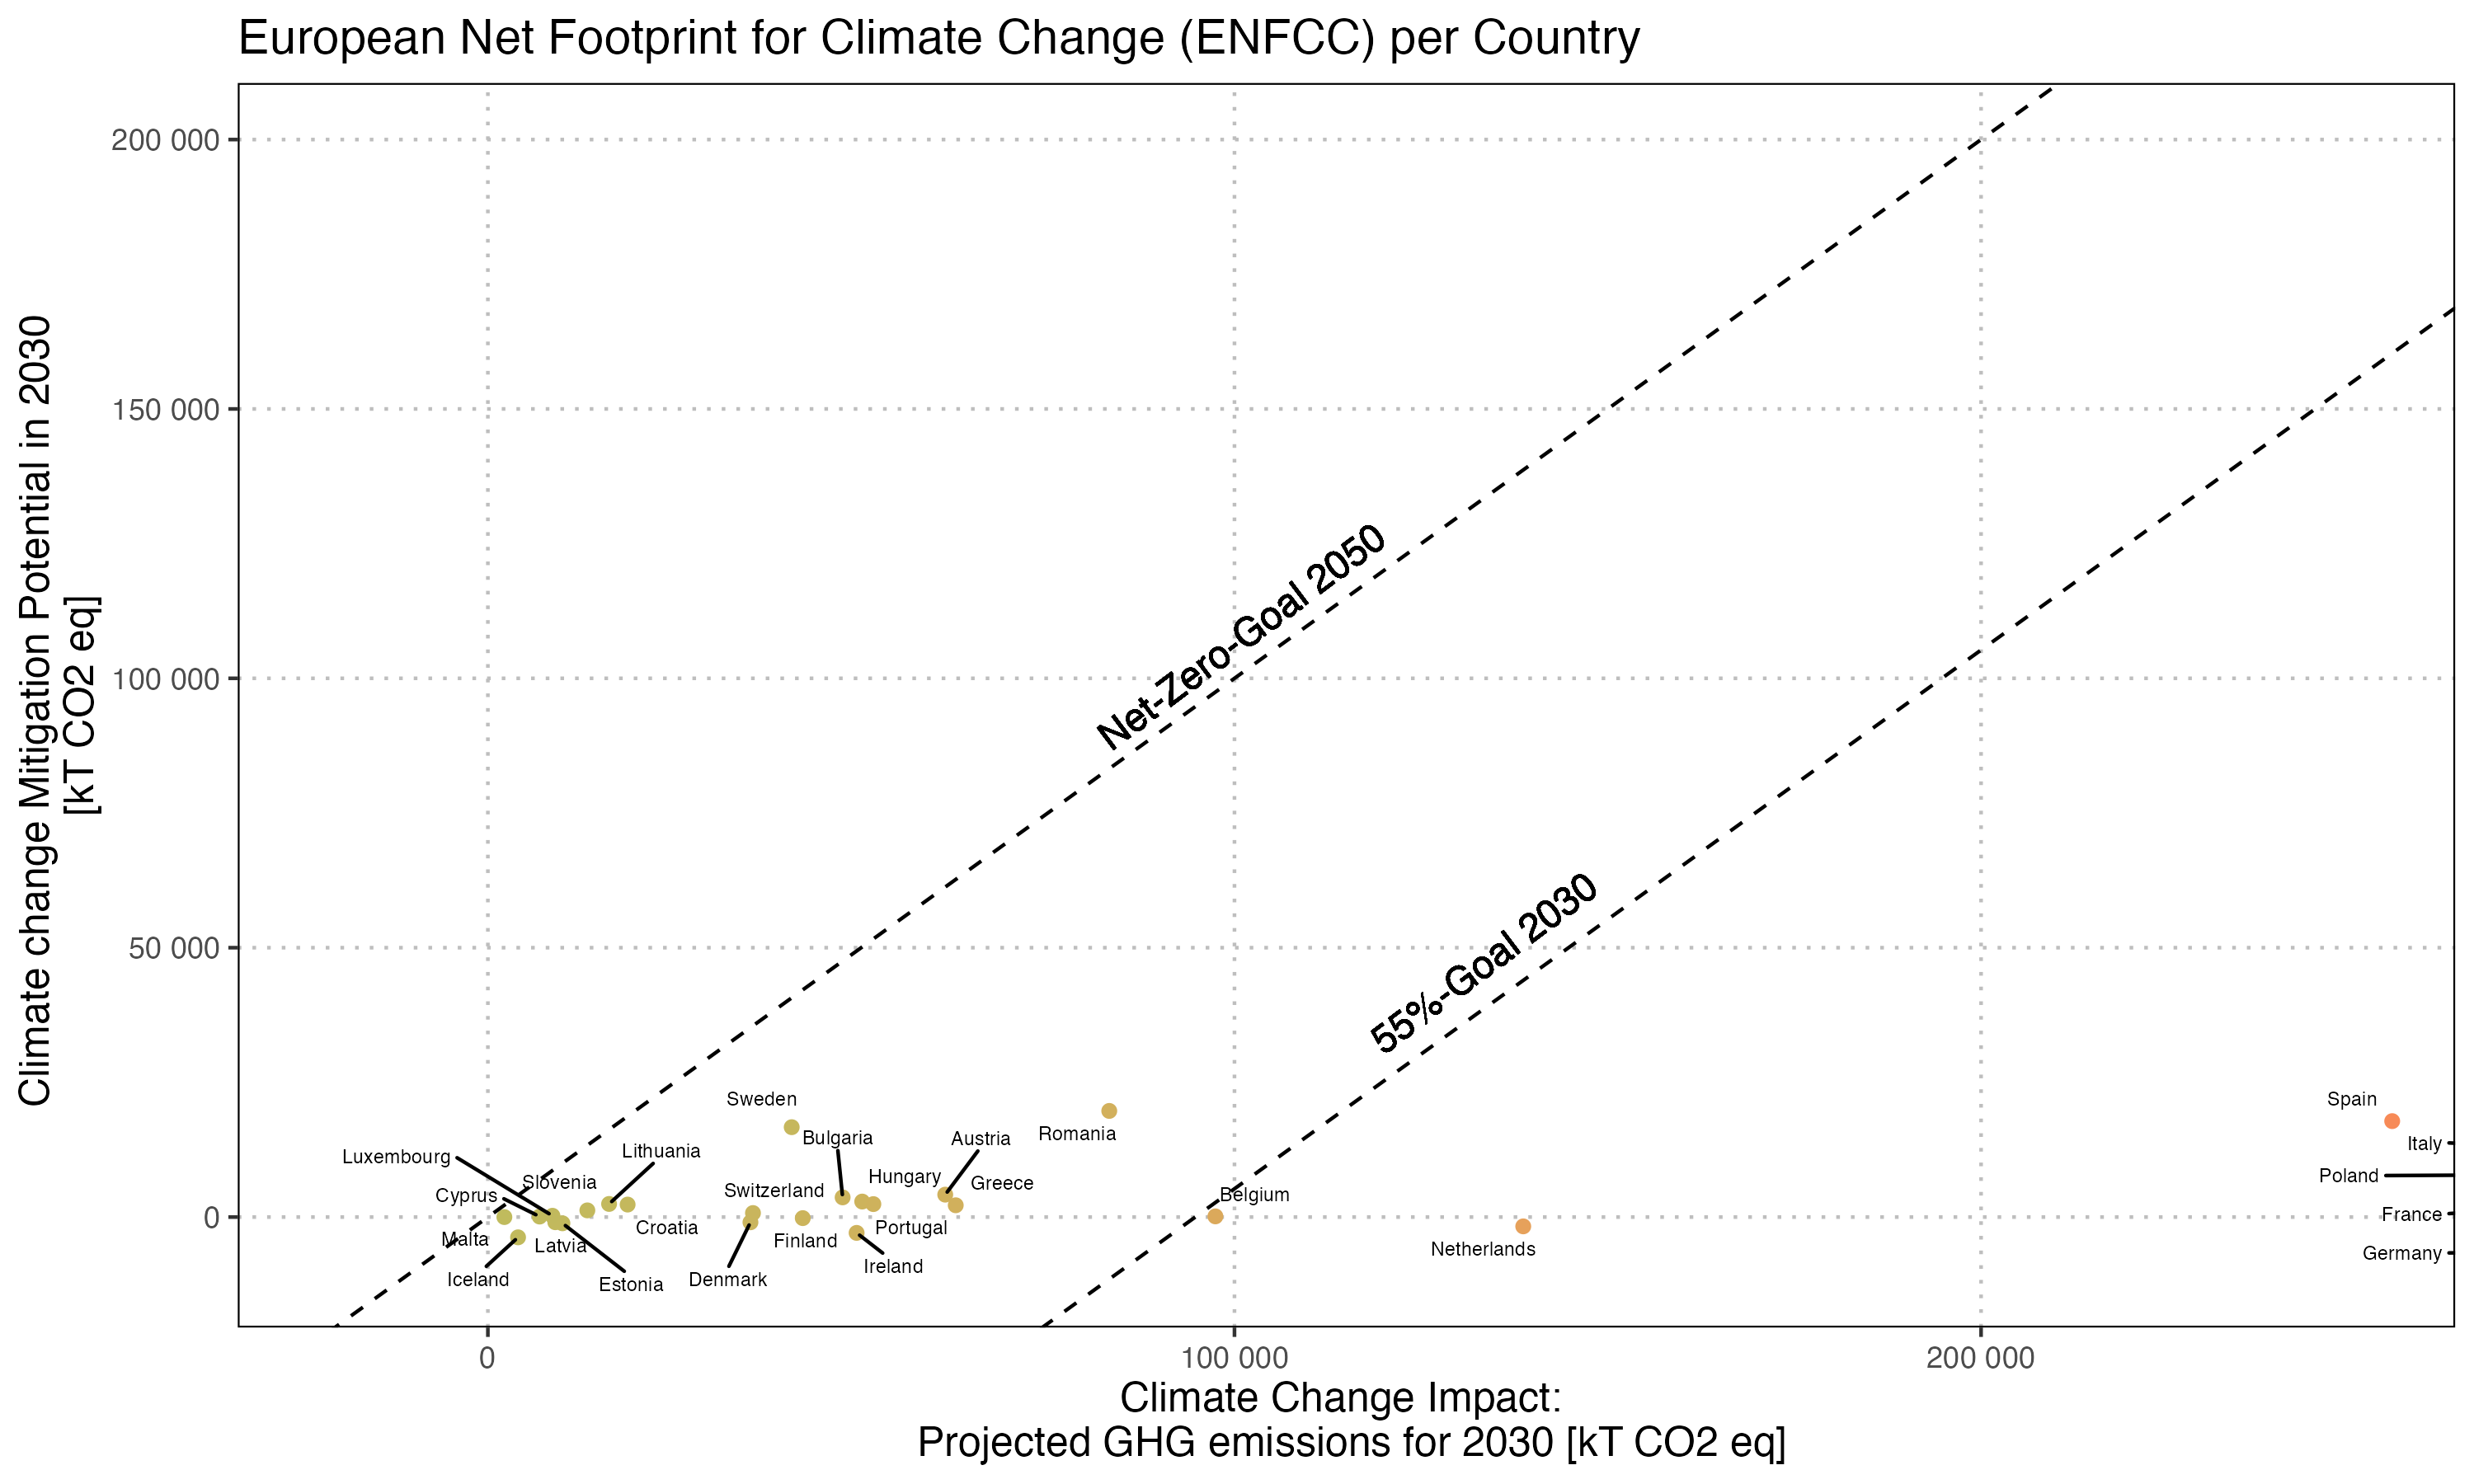 European Net Footprint for Climate Change (ENFCC) per Country
Climate change Mitigation Potential in 2030
[kT CO2 eq]
200 000
150 000
100 000
50 000
0
Net-Zero-Goal 2050
55%-Goal 2030
Sweden
Bulgaria
Romania
Austria
Spain
Italy
Poland
Luxembourg
Lithuania
Slovenia
Cyprus
Switzerland
Hungary
Greece
Belgium
France
Croatia
Portugal
Malta
Latvia
Finland
Netherlands
Germany
Iceland
Estonia
Denmark
Ireland
0
100 000
200 000
Climate Change Impact:
Projected GHG emissions for 2030 [kT CO2 eq]